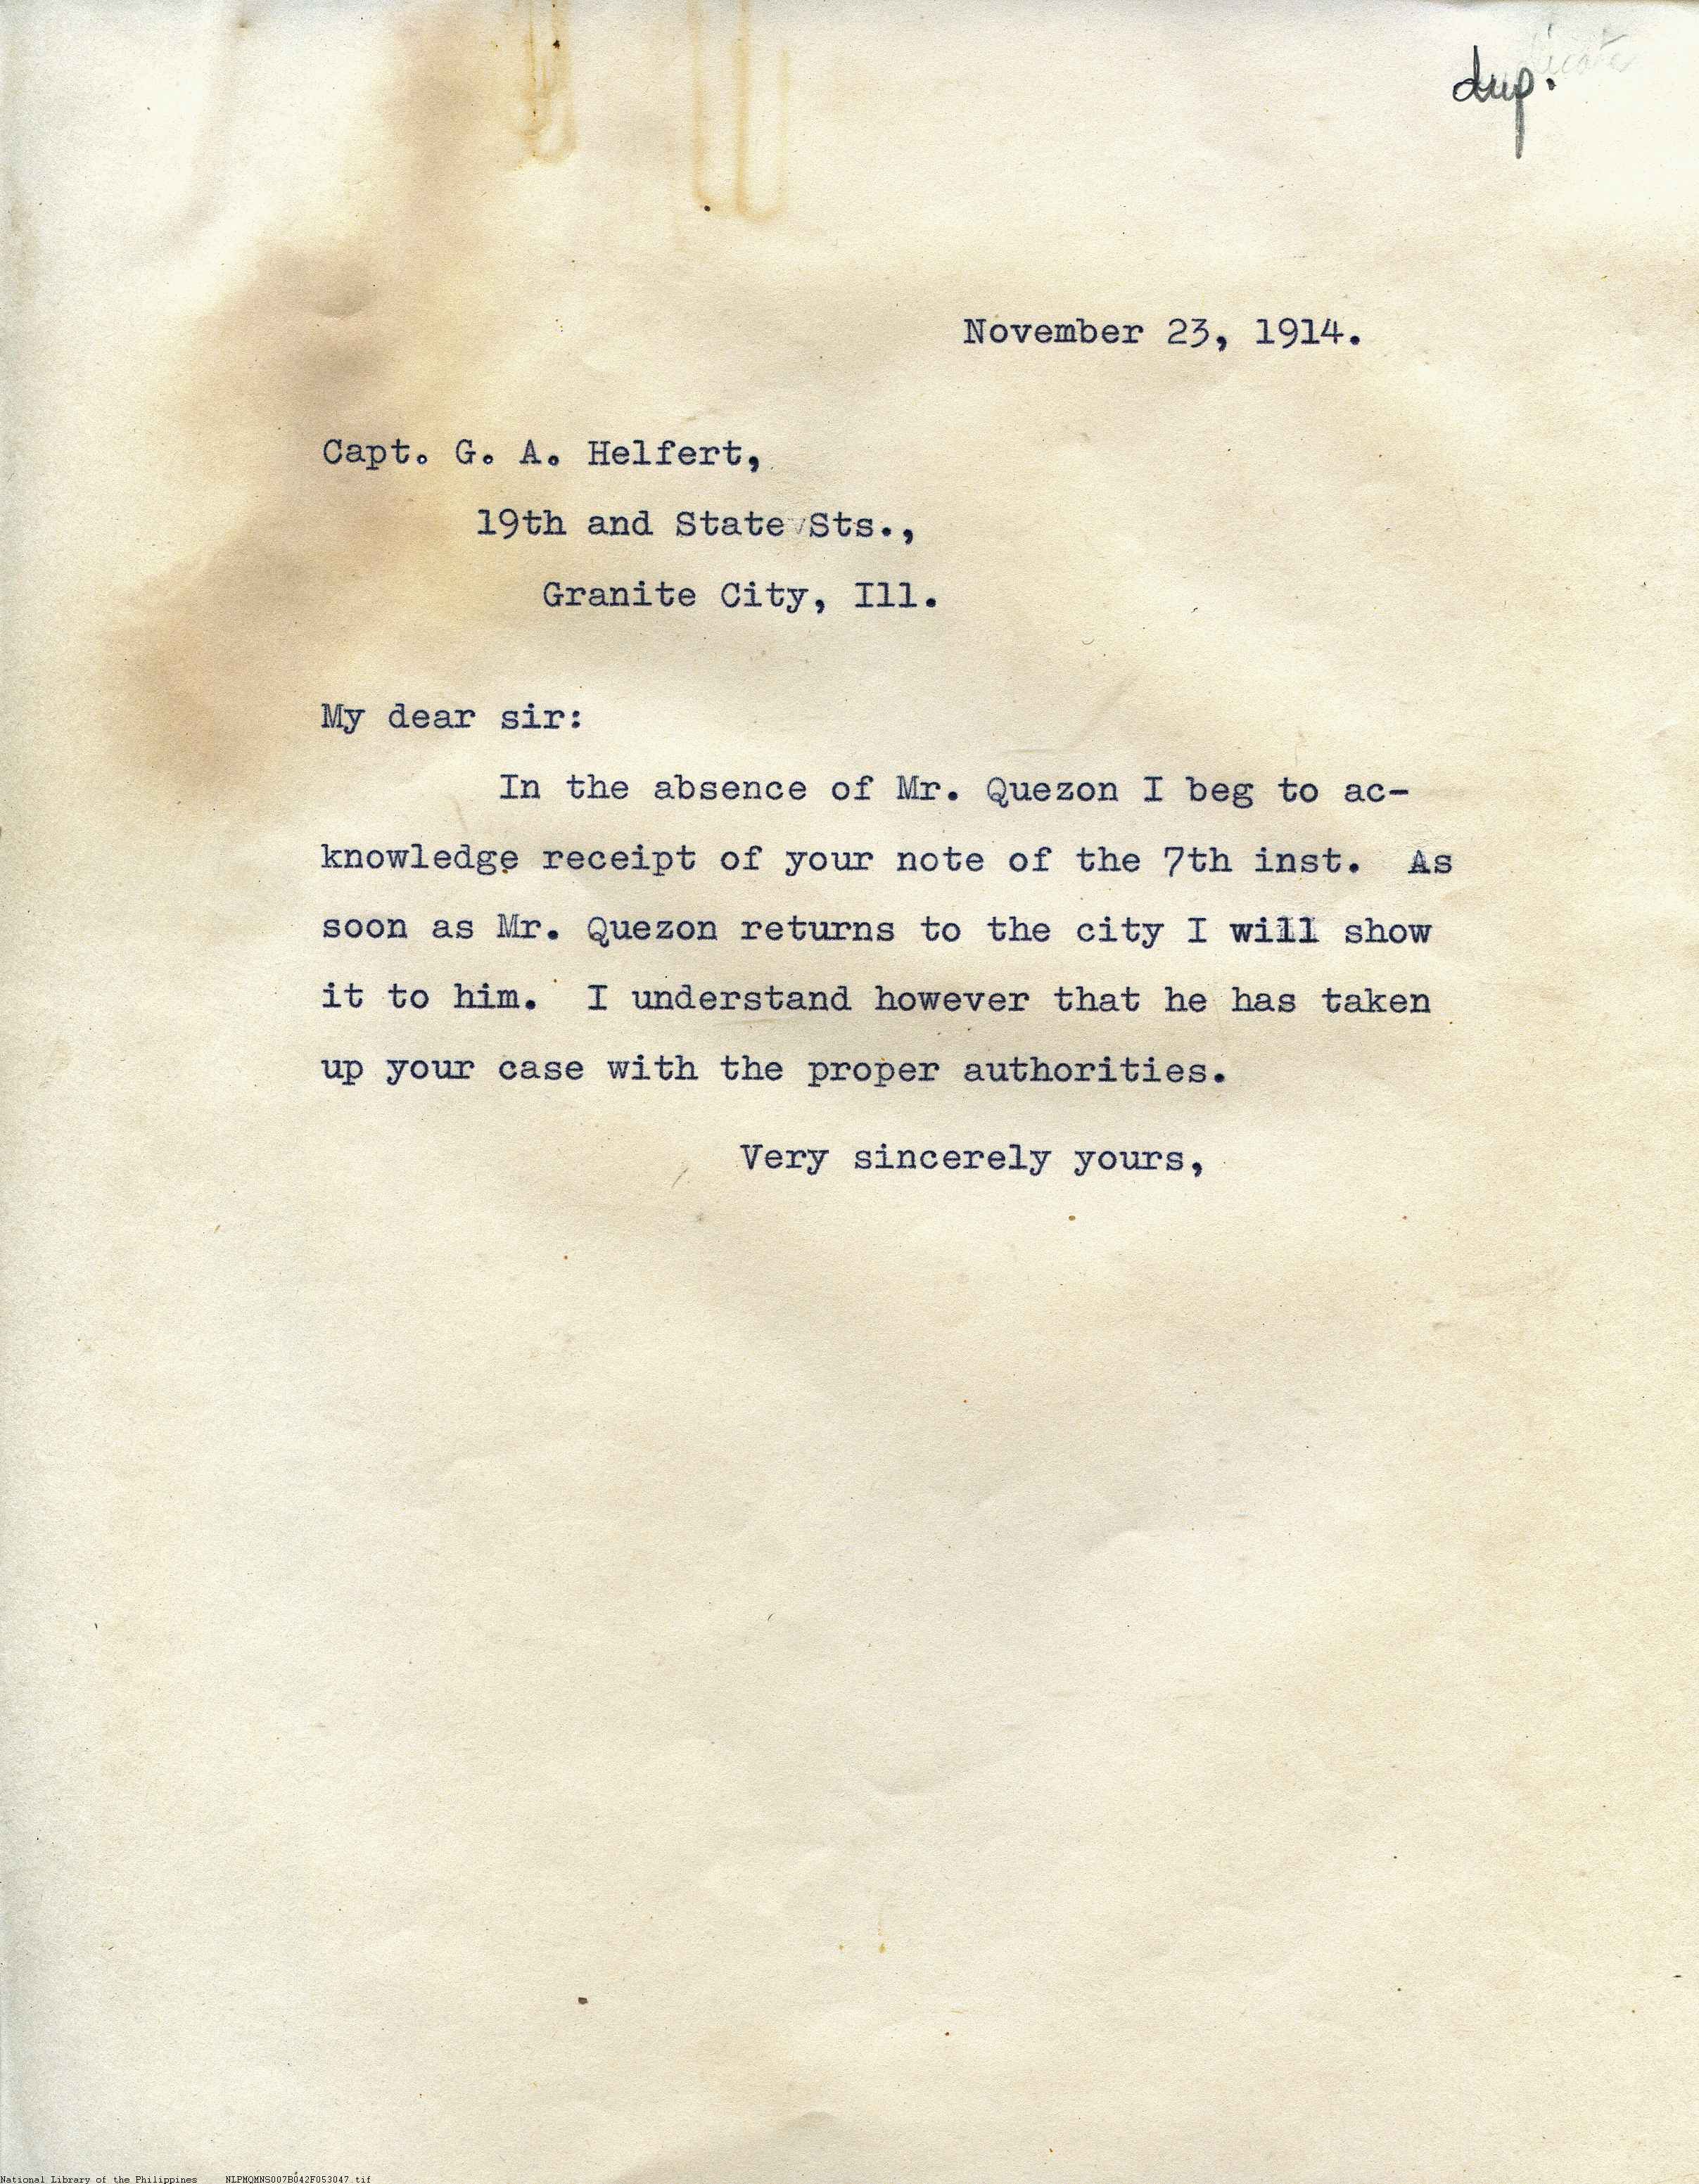 dup.
November 23, 1914.
Capt. G. A. Helfert,
19th and State Sts.,
Granite City, Ill.
My dear sir:
In the absence of Mr. Quezon I beg to ac-
knowledge receipt of your note of the 7th inst. As
soon as Mr. Quezon returns to the city I will show
it to him. I understand however that he has taken
up your case with the proper authorities.
Very sincerely yours,
National Library of the Philippines NLPMQMNS007B042F053047.tif